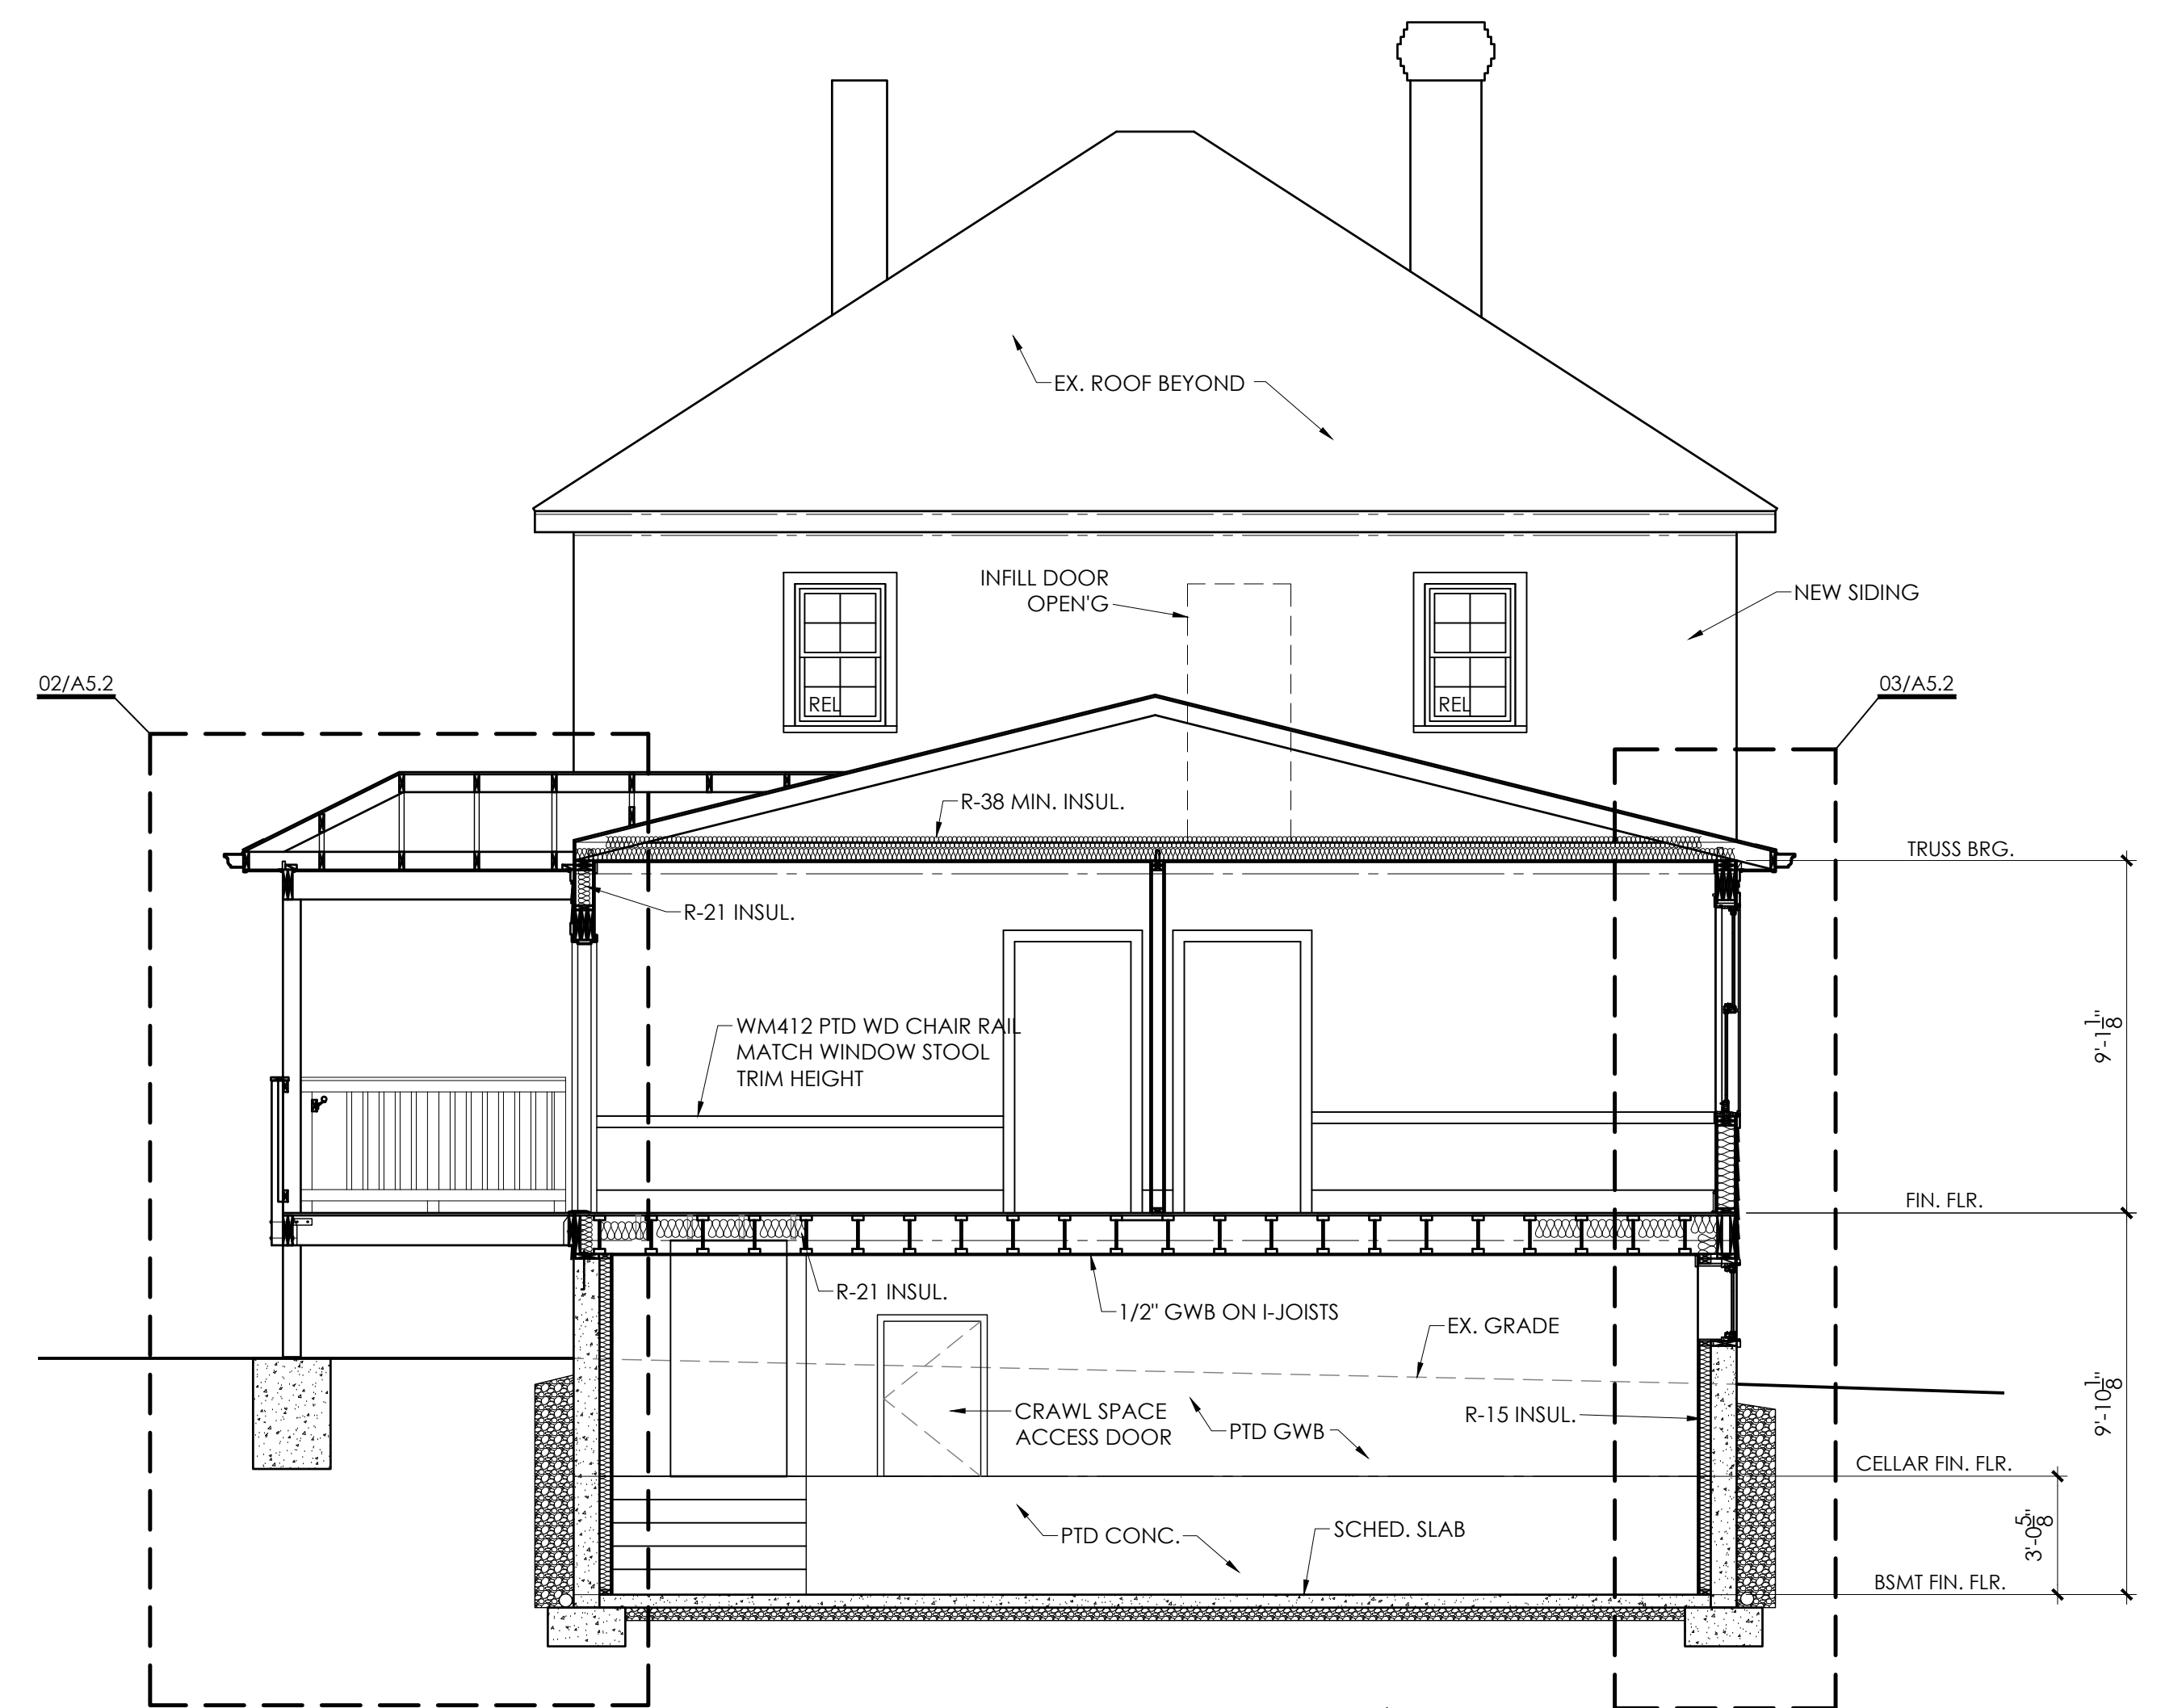 EX. ROOF BEYOND
INFILL DOOR
OPEN'G
NEW SIDING
02/A5.2
03/A5.2
REL
REL
R-38 MIN. INSUL.
TRUSS BRG.
R-21 INSUL.
WM412 PTD WD CHAIR RAIL
MATCH WINDOW STOOL
TRIM HEIGHT
9'-1 1/8"
FIN. FLR.
R-21 INSUL.
1/2" GWB ON I-JOISTS
EX. GRADE
CRAWL SPACE
ACCESS DOOR
PTD GWB
R-15 INSUL.
9'-10 1/8"
CELLAR FIN. FLR.
PTD CONC.
SCHED. SLAB
3'-0 5/8"
BSMT FIN. FLR.